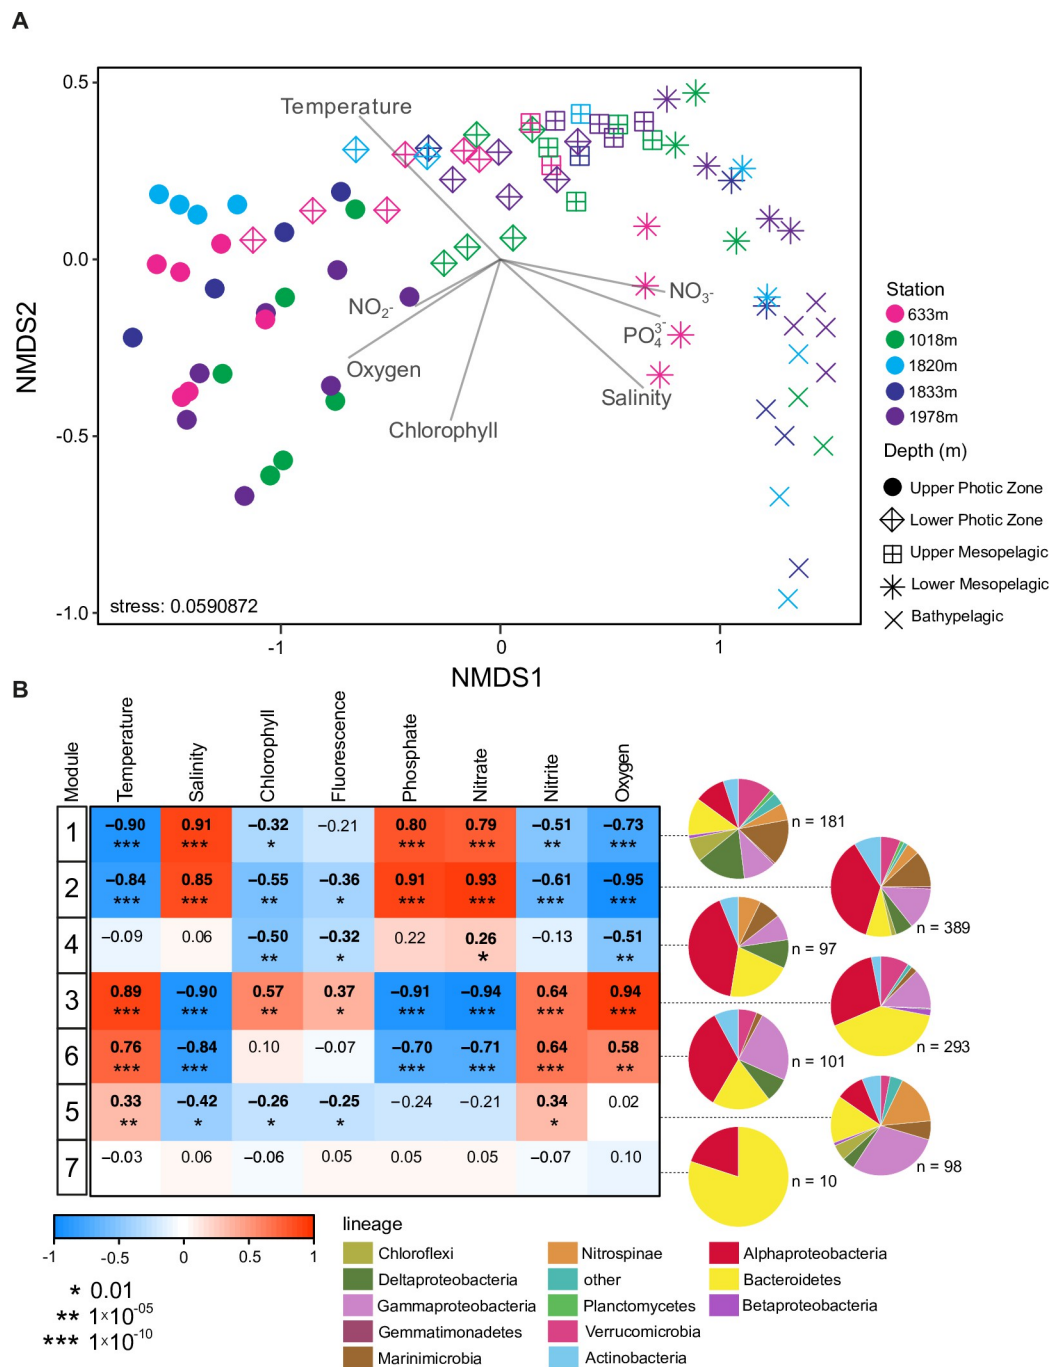 A
Temperature
NO2-
Oxygen
Chlorophyll
NO3-
PO43-
Salinity
stress: 0.0590872
0.5
0.0
-0.5
-1.0
NMDS2
-1
0
1
NMDS1
Station
633m
1018m
1820m
1833m
1978m
Depth (m)
Upper Photic Zone
Lower Photic Zone
Upper Mesopelagic
Lower Mesopelagic
Bathypelagic
B
Module Temperature Salinity Chlorophyll Fluorescence Phosphate Nitrate Nitrite Oxygen
1 −0.90 0.91 −0.32 −0.21 0.80 0.79 −0.51 −0.73
*** *** * *** *** ** ***
2 −0.84 0.85 −0.55 −0.36 0.91 0.93 −0.61 −0.95
*** *** ** * *** *** *** ***
4 −0.09 0.06 −0.50 −0.32 0.22 0.26 −0.13 −0.51
** * * **
3 0.89 −0.90 0.57 0.37 −0.91 −0.94 0.64 0.94
*** *** ** * *** *** *** ***
6 0.76 −0.84 0.10 −0.07 −0.70 −0.71 0.64 0.58
*** *** *** *** *** **
5 0.33 −0.42 −0.26 −0.25 −0.24 −0.21 0.34 0.02
** * * * *
7 −0.03 0.06 −0.06 0.05 0.05 0.05 −0.07 0.10
n = 181
n = 389
n = 97
n = 293
n = 101
n = 98
n = 10
-1 -0.5 0 0.5 1
* 0.01
** 1×10-05
*** 1×10-10
lineage
Chloroflexi
Deltaproteobacteria
Gammaproteobacteria
Gemmatimonadetes
Marinimicrobia
Nitrospinae
other
Planctomycetes
Verrucomicrobia
Actinobacteria
Alphaproteobacteria
Bacteroidetes
Betaproteobacteria